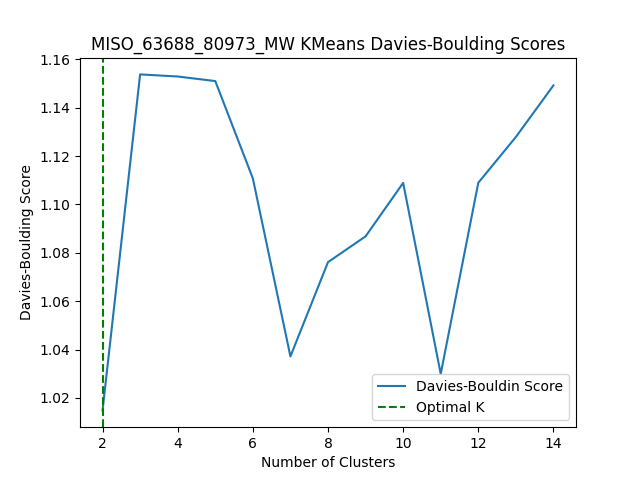 MISO_63688_80973_MW KMeans Davies-Boulding Scores
Davies-Boulding Score
1.16
1.14
1.12
1.10
1.08
1.06
1.04
1.02
Davies-Bouldin Score
Optimal K
2 4 6 8 10 12 14
Number of Clusters